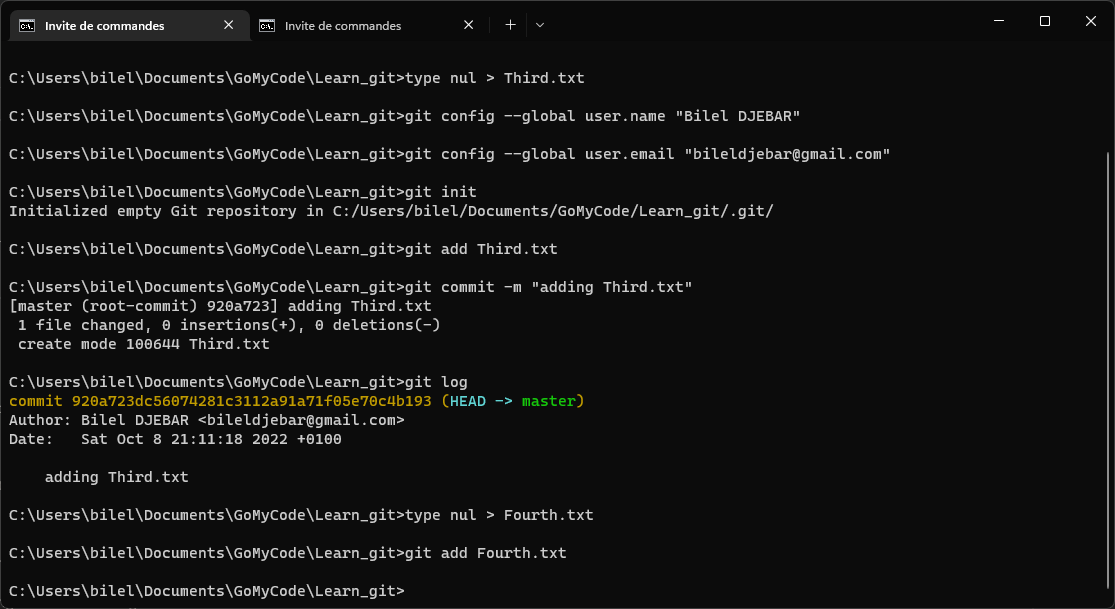 Invite de commandes
Invite de commandes
C:\Users\bilel\Documents\GoMyCode\Learn_git>type nul > Third.txt
C:\Users\bilel\Documents\GoMyCode\Learn_git>git config --global user.name "Bilel DJEBAR"
C:\Users\bilel\Documents\GoMyCode\Learn_git>git config --global user.email "bileldjebar@gmail.com"
C:\Users\bilel\Documents\GoMyCode\Learn_git>git init
Initialized empty Git repository in C:/Users/bilel/Documents/GoMyCode/Learn_git/.git/
C:\Users\bilel\Documents\GoMyCode\Learn_git>git add Third.txt
C:\Users\bilel\Documents\GoMyCode\Learn_git>git commit -m "adding Third.txt"
[master (root-commit) 920a723] adding Third.txt
 1 file changed, 0 insertions(+), 0 deletions(-)
 create mode 100644 Third.txt
C:\Users\bilel\Documents\GoMyCode\Learn_git>git log
commit 920a723dc56074281c3112a91a71f05e70c4b193 (HEAD -> master)
Author: Bilel DJEBAR <bileldjebar@gmail.com>
Date:   Sat Oct 8 21:11:18 2022 +0100
    adding Third.txt
C:\Users\bilel\Documents\GoMyCode\Learn_git>type nul > Fourth.txt
C:\Users\bilel\Documents\GoMyCode\Learn_git>git add Fourth.txt
C:\Users\bilel\Documents\GoMyCode\Learn_git>